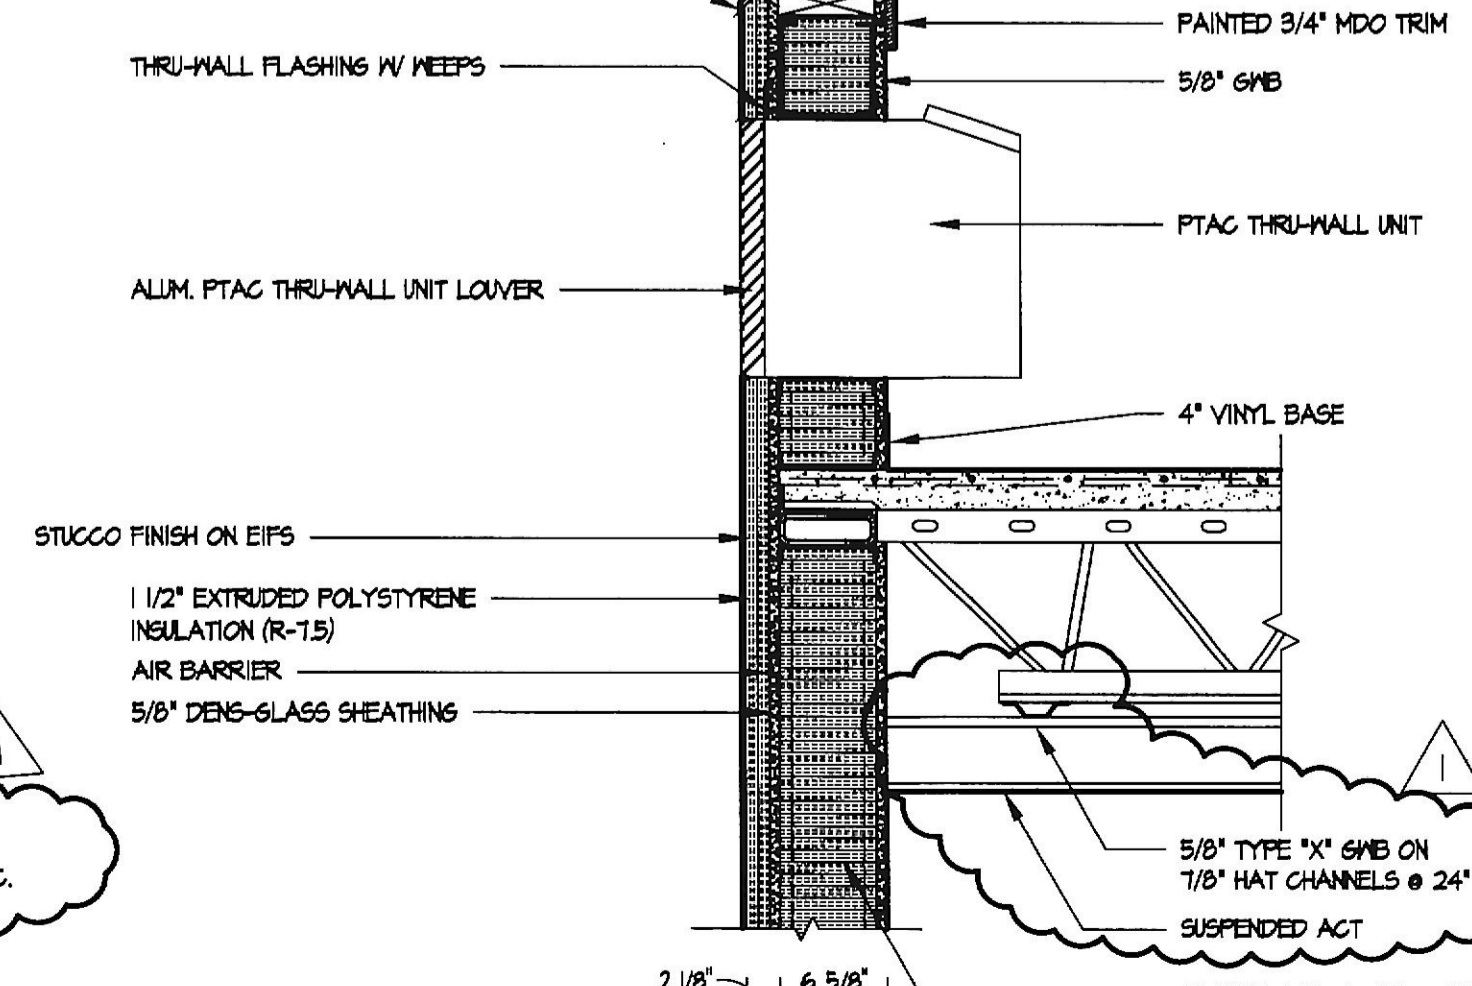 PAINTED 3/4" MDO TRIM
THRU-WALL FLASHING W/ WEEPS
5/8" GWB
PTAC THRU-WALL UNIT
ALUM. PTAC THRU-WALL UNIT LOUVER
4" VINYL BASE
STUCCO FINISH ON EIFS
1 1/2" EXTRUDED POLYSTYRENE
INSULATION (R-7.5)
AIR BARRIER
5/8" DENS-GLASS SHEATHING
1
5/8" TYPE "X" GWB ON
7/8" HAT CHANNELS @ 24"
C.
SUSPENDED ACT
2 1/8"
6 5/8"